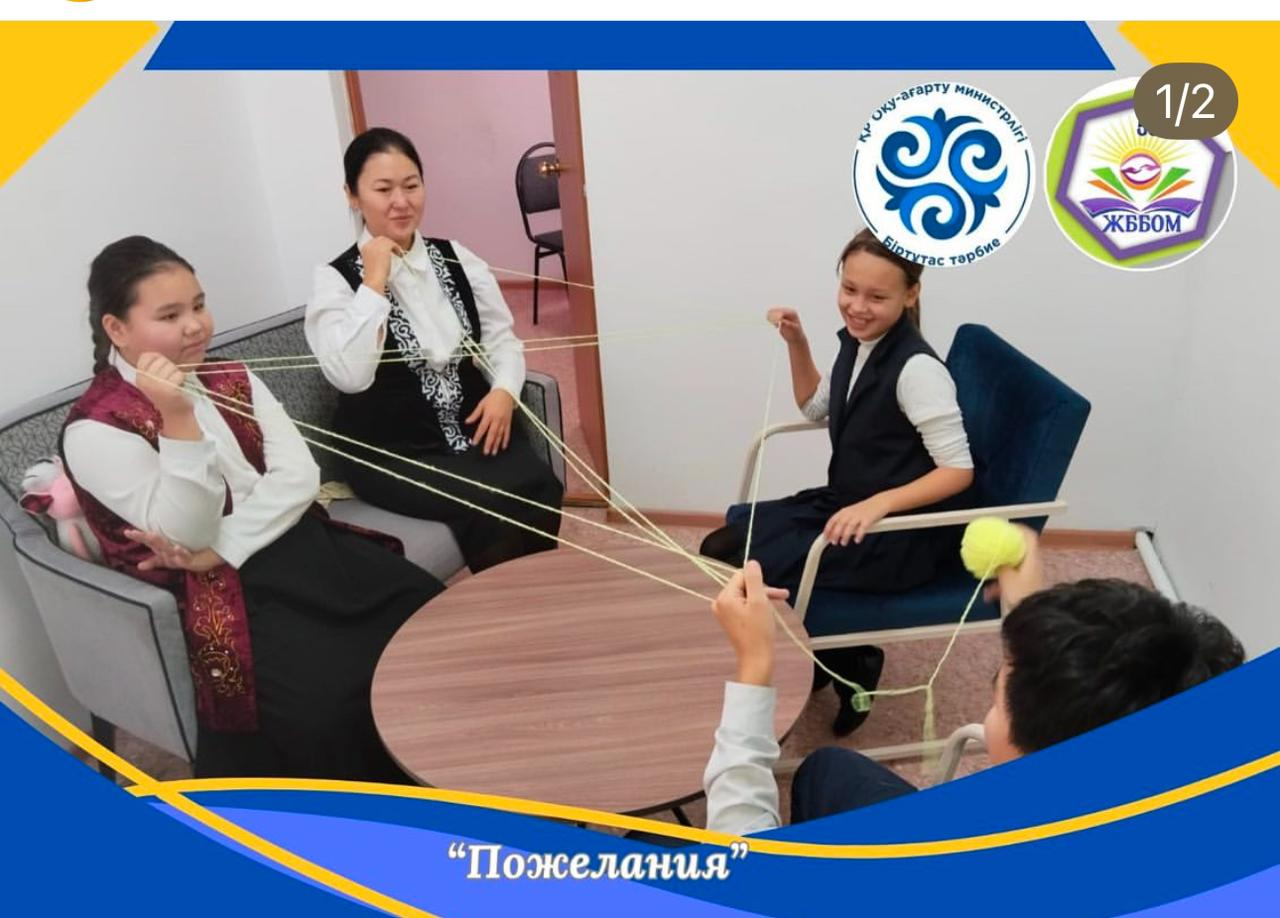 1/2
ҚР Оқу-ағарту министрлігі
Біртұтас тәрбие
ЖББОМ
“Пожелания”